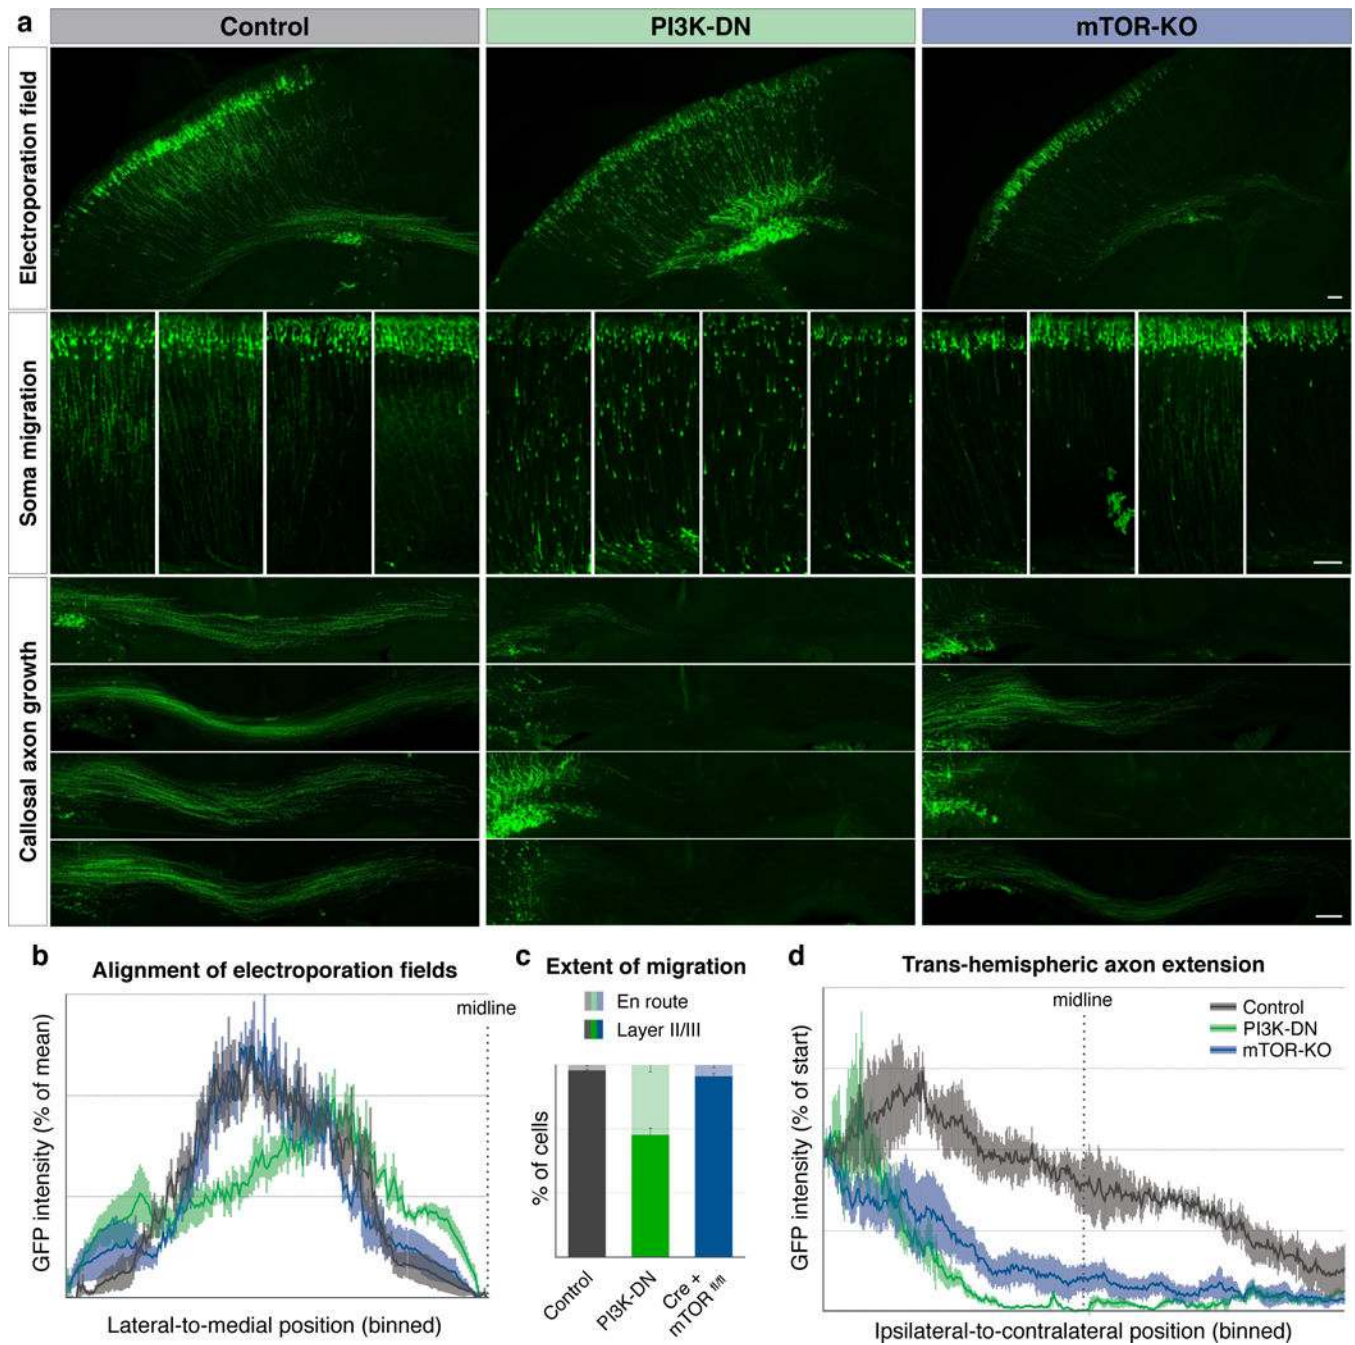 a
Control
PI3K-DN
mTOR-KO
Electroporation field
Soma migration
Callosal axon growth
b
Alignment of electroporation fields
midline
GFP intensity (% of mean)
Lateral-to-medial position (binned)
c
Extent of migration
En route
Layer II/III
% of cells
Control
PI3K-DN
Cre +
mTOR fl/fl
d
Trans-hemispheric axon extension
midline
Control
PI3K-DN
mTOR-KO
GFP intensity (% of start)
Ipsilateral-to-contralateral position (binned)